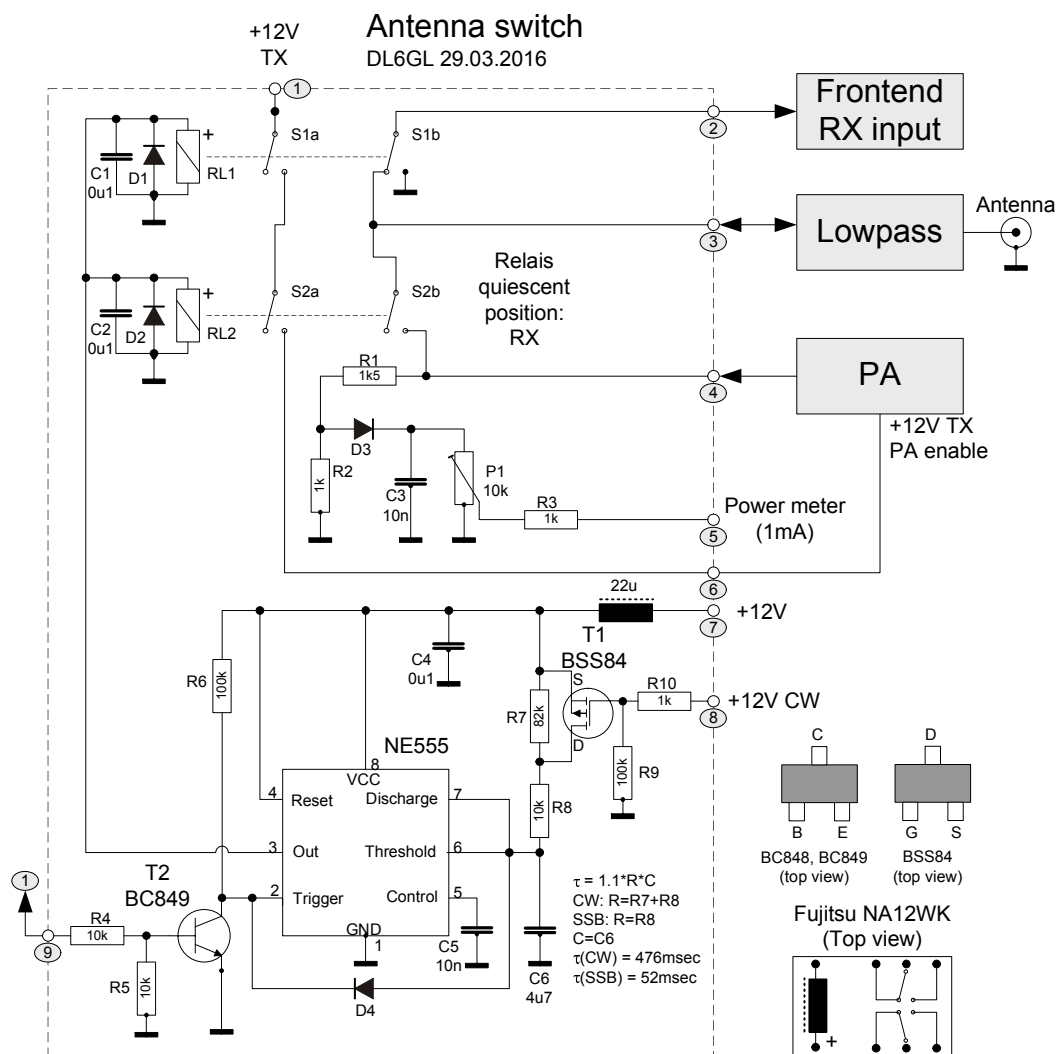 Antenna switch
DL6GL 29.03.2016
+12V
TX
1
S1a
S1b
2
Frontend
RX input
C1
0u1
D1
+
RL1
3
Lowpass
Antenna
Relais
quiescent
position:
RX
S2a
S2b
C2
0u1
D2
+
RL2
R1
1k5
4
PA
+12V TX
PA enable
D3
R2
1k
C3
10n
P1
10k
R3
1k
Power meter
(1mA)
5
6
22u
+12V
7
T1
BSS84
C4
0u1
R6
100k
S
D
R7
82k
R10
1k
+12V CW
8
R9
100k
R8
10k
NE555
8
VCC
4
Reset
Discharge
7
3
Out
Threshold
6
2
Trigger
Control
5
GND
1
T2
BC849
1
9
R4
10k
R5
10k
D4
C5
10n
C6
4u7
τ = 1.1*R*C
CW: R=R7+R8
SSB: R=R8
C=C6
τ(CW) = 476msec
τ(SSB) = 52msec
C
B
E
BC848, BC849
(top view)
D
G
S
BSS84
(top view)
Fujitsu NA12WK
(Top view)
+